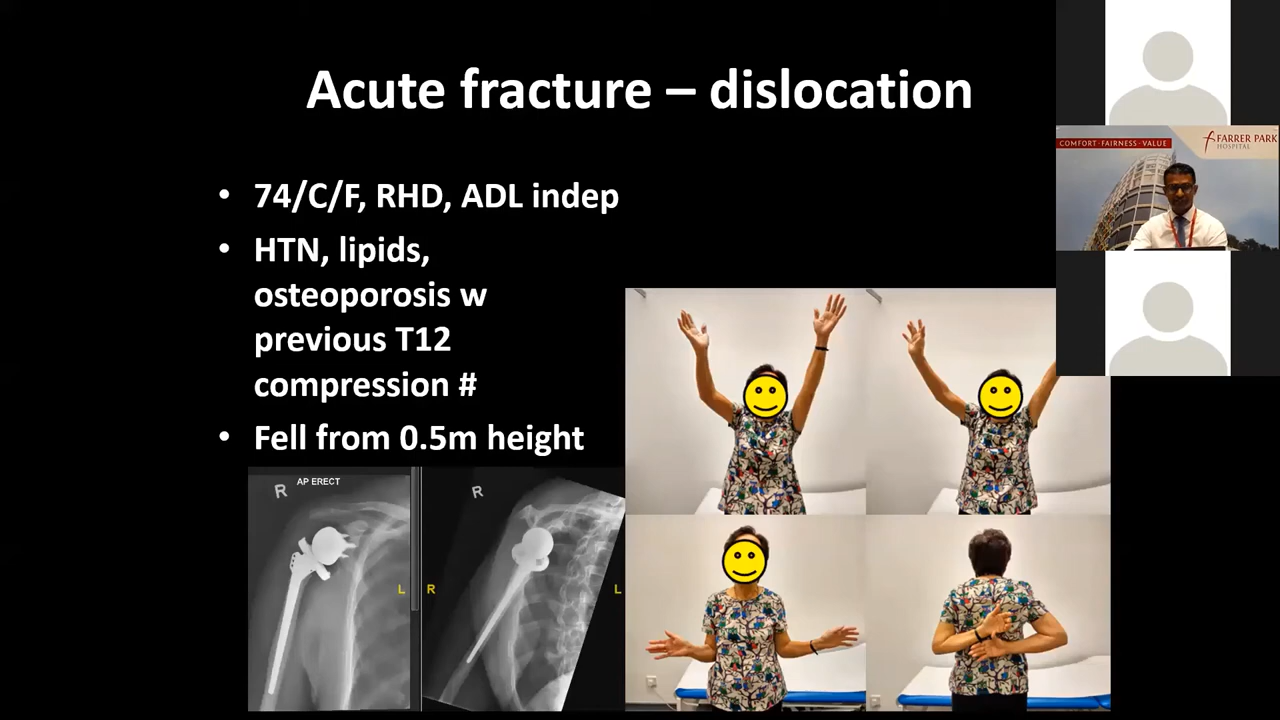 Acute fracture – dislocation
• 74/C/F, RHD, ADL indep
• HTN, lipids,
osteoporosis w
previous T12
compression #
• Fell from 0.5m height
R
AP ERECT
L
R
R
L
COMFORT · FAIRNESS · VALUE
FARRER PARK
HOSPITAL